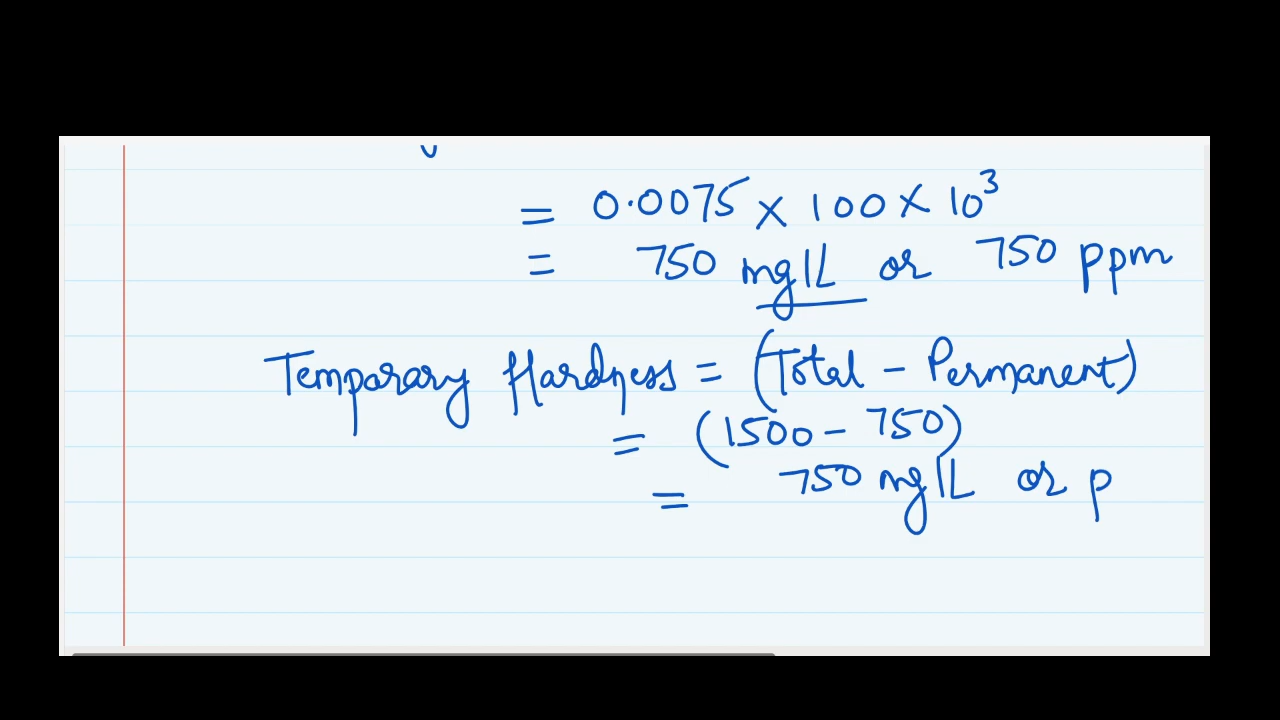 = 0.0075 × 100 × 10³
= 750 mg/L or 750 ppm
Temporary Hardness = (Total - Permanent)
= (1500 - 750)
= 750 mg/L or p